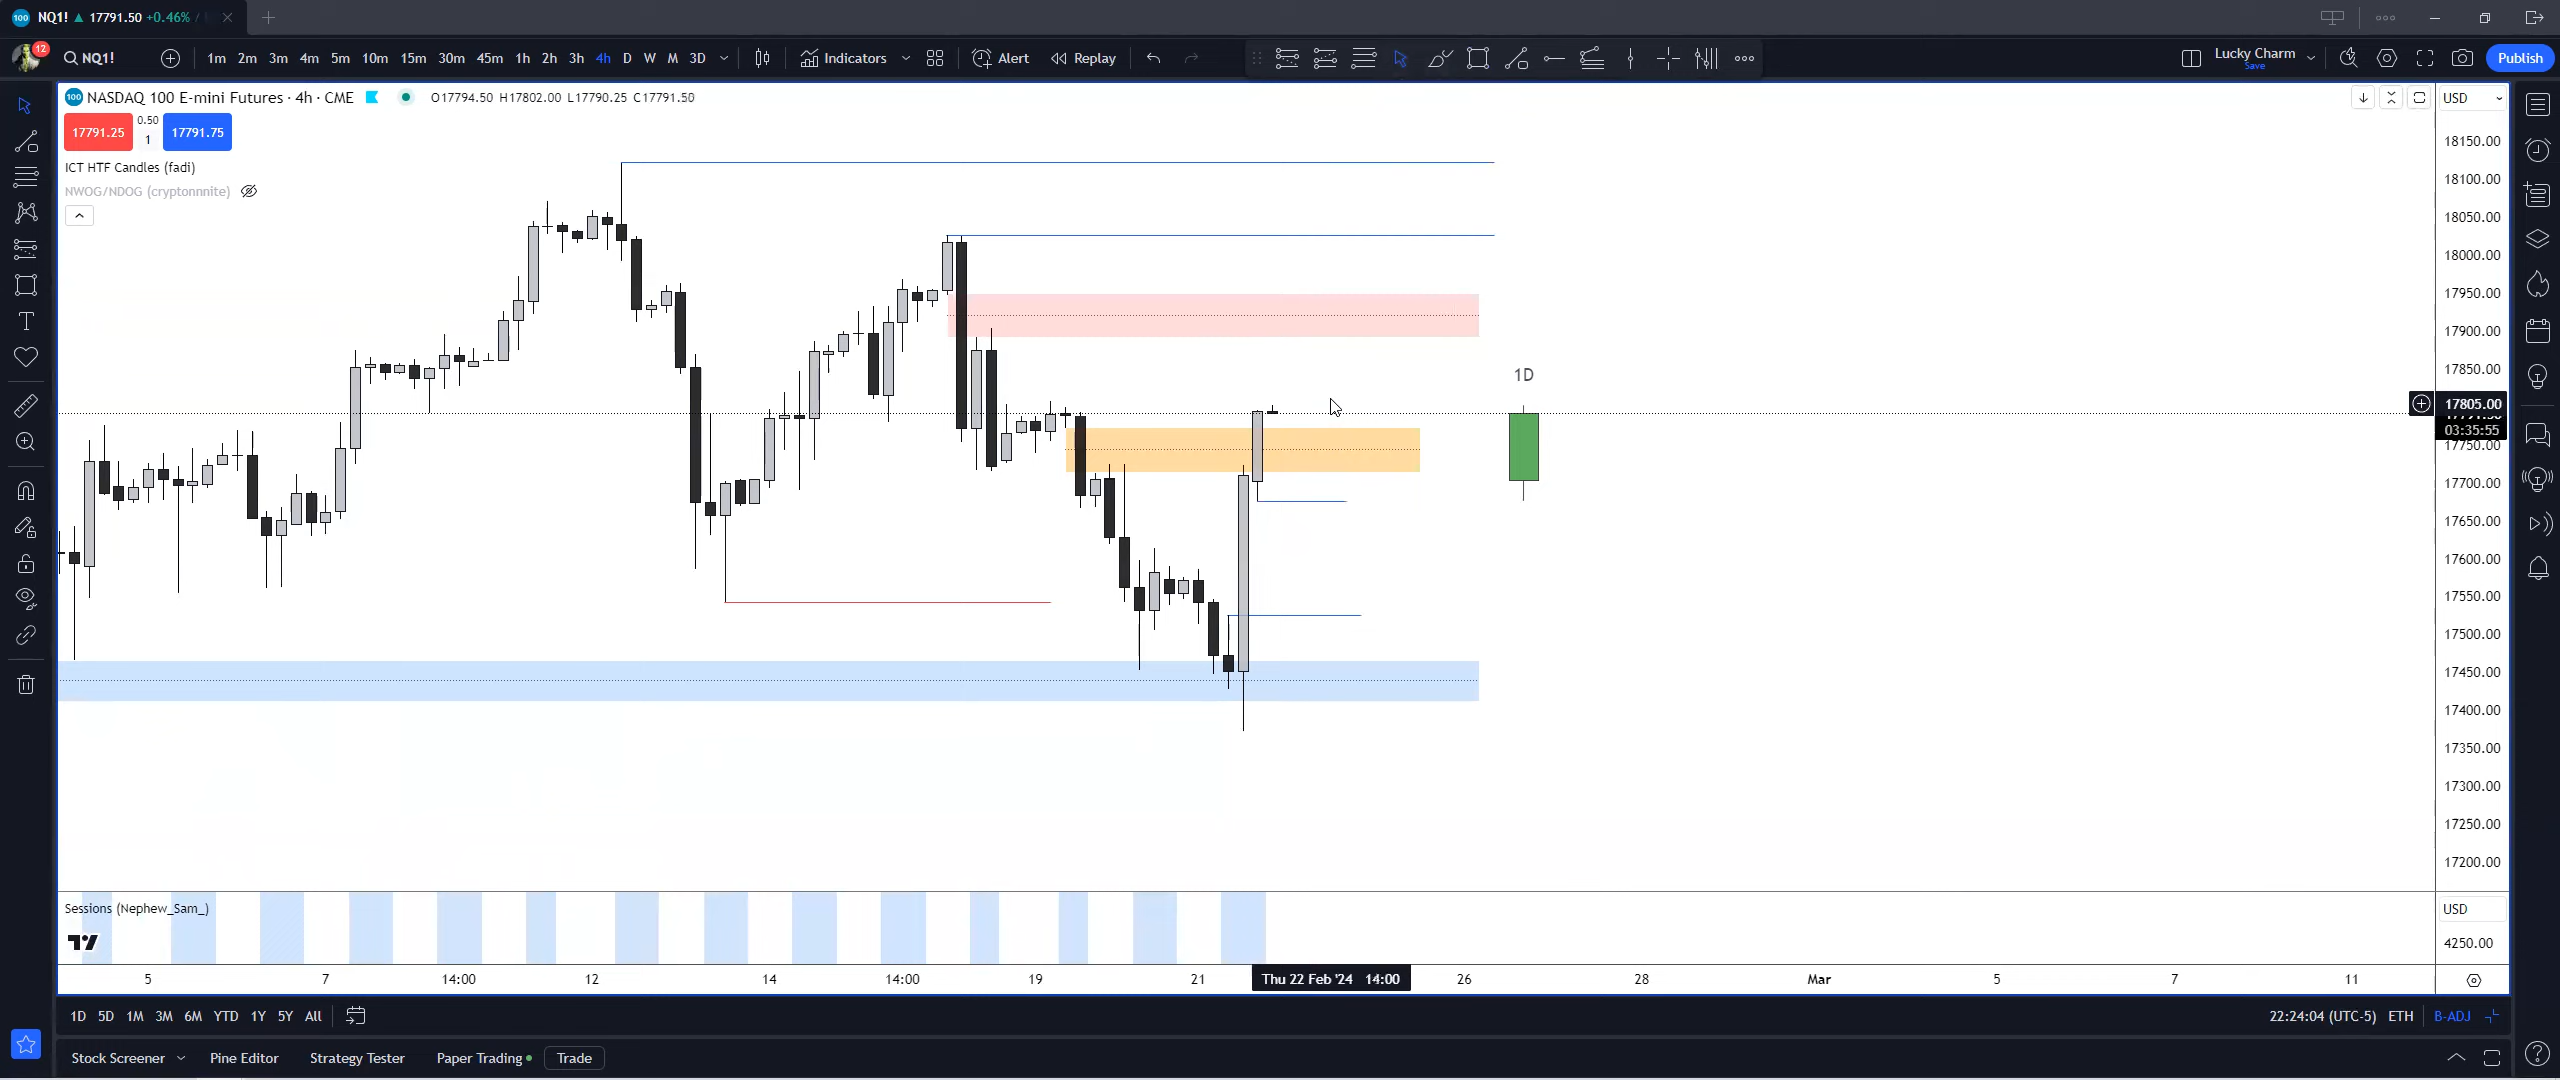 100 NQ1! ▲ 17791.50 +0.46% /
12 NQ1! 1m 2m 3m 4m 5m 10m 15m 30m 45m 1h 2h 3h 4h D W M 3D Indicators Alert Replay Lucky Charm Save Publish
100 NASDAQ 100 E-mini Futures · 4h · CME O17794.50 H17802.00 L17790.25 C17791.50 USD
17791.25 0.50 1 17791.75
ICT HTF Candles (fadi)
NWOG/NDOG (cryptonnnite)
18150.00
18100.00
18050.00
18000.00
17950.00
17900.00
17850.00
1D
17805.00
03:35:55
17750.00
17700.00
17650.00
17600.00
17550.00
17500.00
17450.00
17400.00
17350.00
17300.00
17250.00
17200.00
Sessions (Nephew_Sam_) USD
4250.00
5 7 14:00 12 14 14:00 19 21 Thu 22 Feb '24 14:00 26 28 Mar 5 7 11
1D 5D 1M 3M 6M YTD 1Y 5Y All 22:24:04 (UTC-5) ETH B-ADJ
Stock Screener Pine Editor Strategy Tester Paper Trading Trade